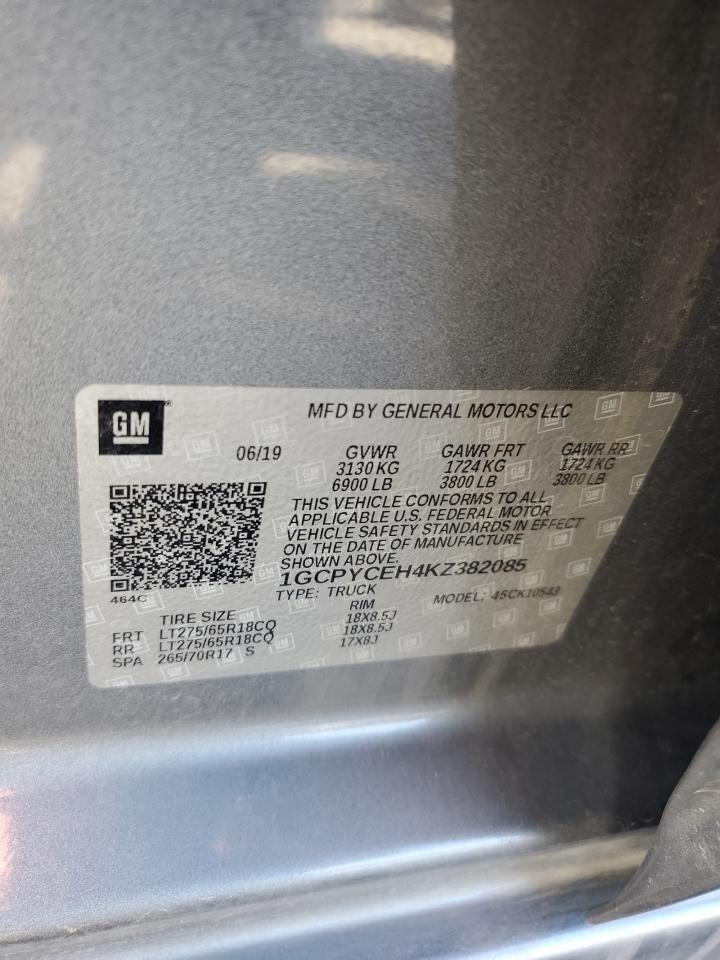 GM
MFD BY GENERAL MOTORS LLC
06/19 GVWR GAWR FRT GAWR RR
3130 KG 1724 KG 1724 KG
6900 LB 3800 LB 3800 LB
THIS VEHICLE CONFORMS TO ALL
APPLICABLE U.S. FEDERAL MOTOR
VEHICLE SAFETY STANDARDS IN EFFECT
ON THE DATE OF MANUFACTURE
SHOWN ABOVE.
1GCPYCEH4KZ382085
TYPE: TRUCK MODEL: 4SCK10543
464C
TIRE SIZE RIM
FRT LT275/65R18CQ 18X8.5J
RR LT275/65R18CQ 18X8.5J
SPA 265/70R17 S 17X8J